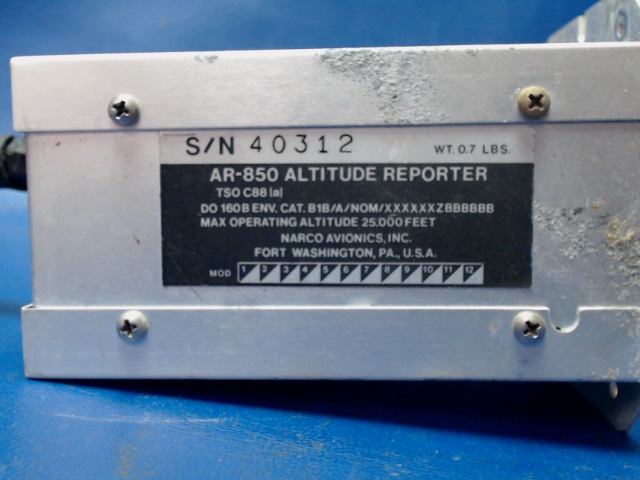 S/N 40312 WT. 0.7 LBS.
AR-850 ALTITUDE REPORTER
TSO C88 (a)
DO 160 B ENV. CAT. B1B/A/NOM/XXXXXXZBBBBBB
MAX OPERATING ALTITUDE 25,000 FEET
NARCO AVIONICS, INC.
FORT WASHINGTON, PA., U.S.A.
MOD 1 2 3 4 5 6 7 8 9 10 11 12